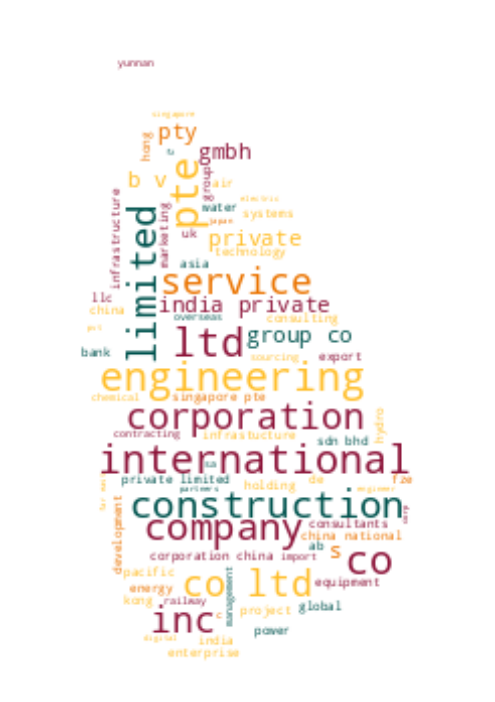 yunnan
singapore
pty
hong
gmbh
b v
pte
group
air
electric
infrastructure
limited
marketing
water
systems
japan
uk
private
technology
asia
service
llc
india private
china
overseas
consulting
ltd
group co
bank
sourcing
export
engineering
chemical
singapore pte
corporation
hydro
contracting
infrastucture
sdn bhd
international
sa
private limited
partners
holding
de
fze
engineer
development
construction
company
consultants
china national
ab
s
corporation china
import
co
pacific
co ltd
equipment
energy
management
kong
railway
project
global
inc
c
power
digital
india
enterprise